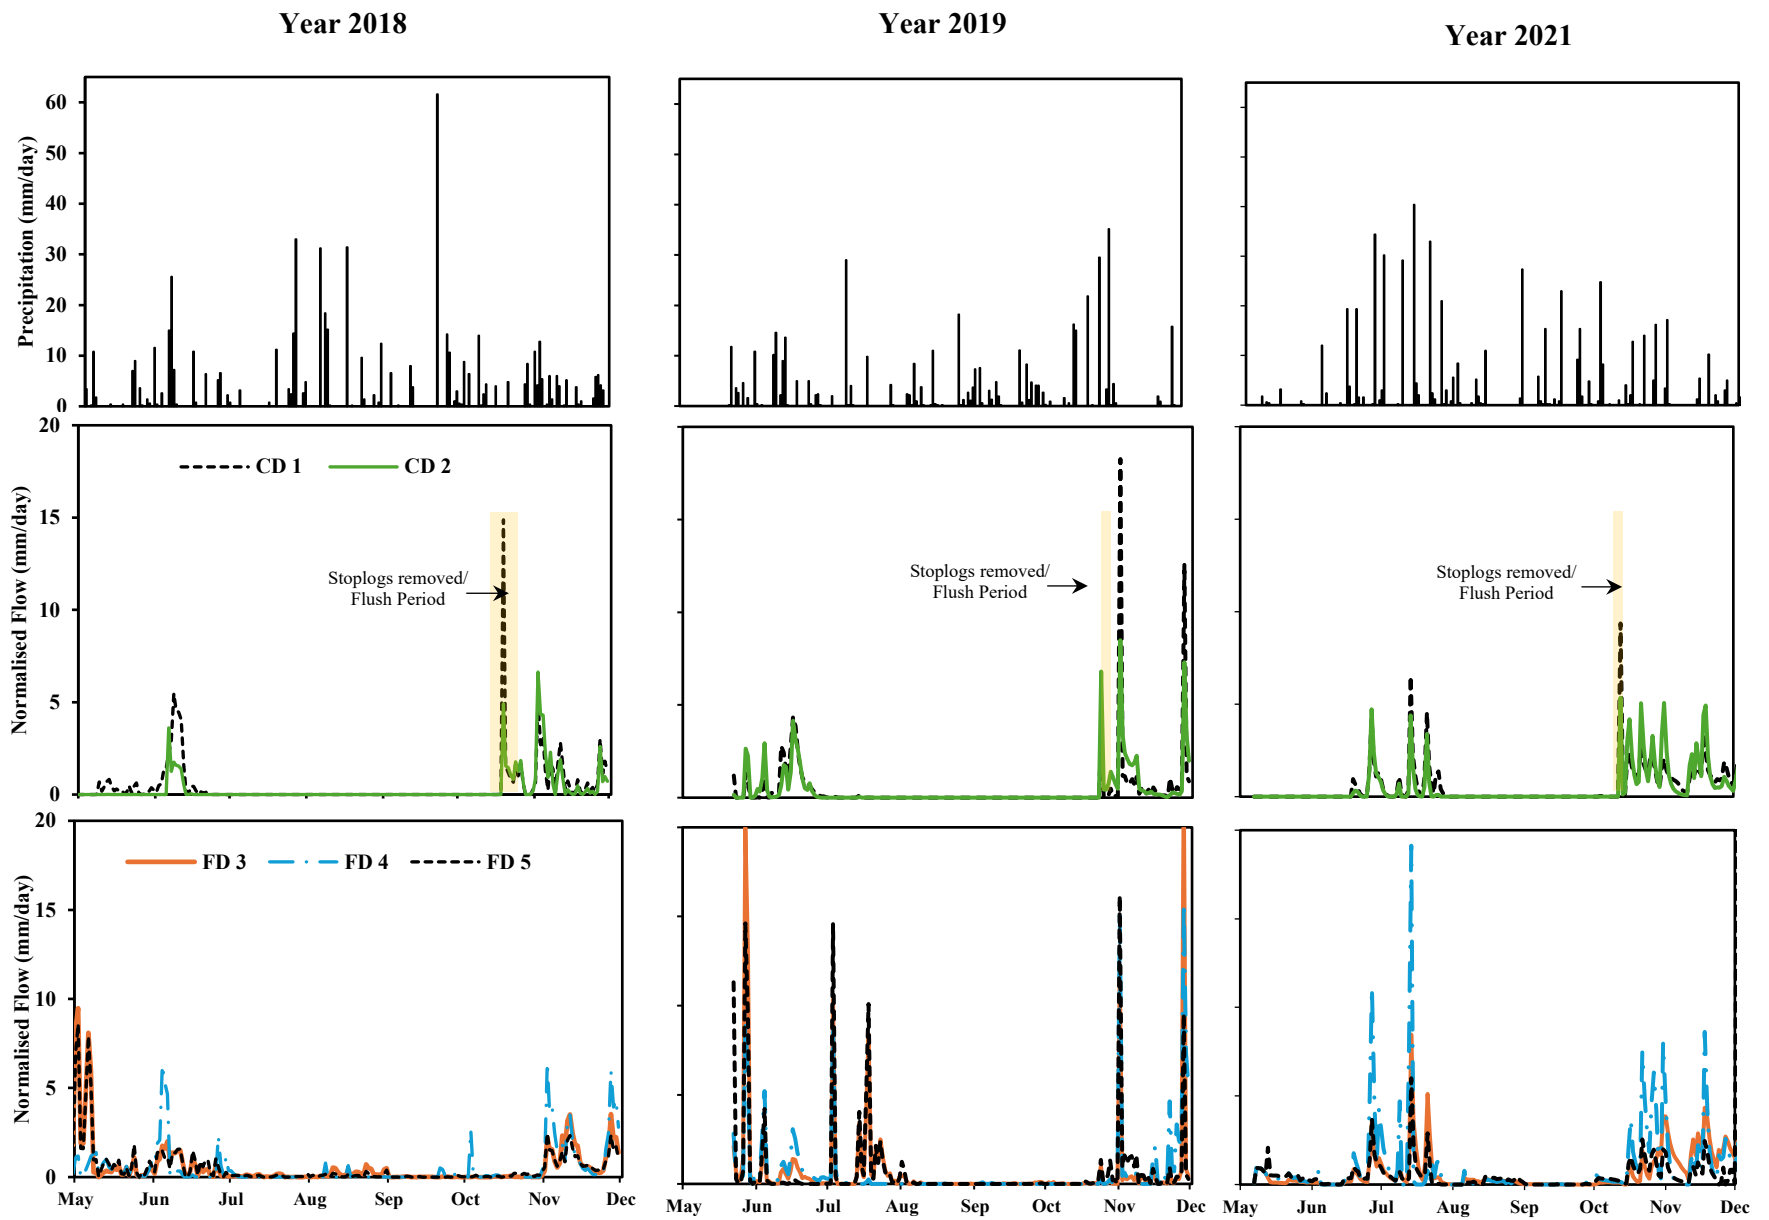 Year 2018
Year 2019
Year 2021
Precipitation (mm/day)
60
50
40
30
20
10
0
Normalised Flow (mm/day)
20
15
10
5
0
CD 1
CD 2
Stoplogs removed/
Flush Period
Stoplogs removed/
Flush Period
Stoplogs removed/
Flush Period
Normalised Flow (mm/day)
20
15
10
5
0
FD 3
FD 4
FD 5
May Jun Jul Aug Sep Oct Nov Dec
May Jun Jul Aug Sep Oct Nov Dec
May Jun Jul Aug Sep Oct Nov Dec